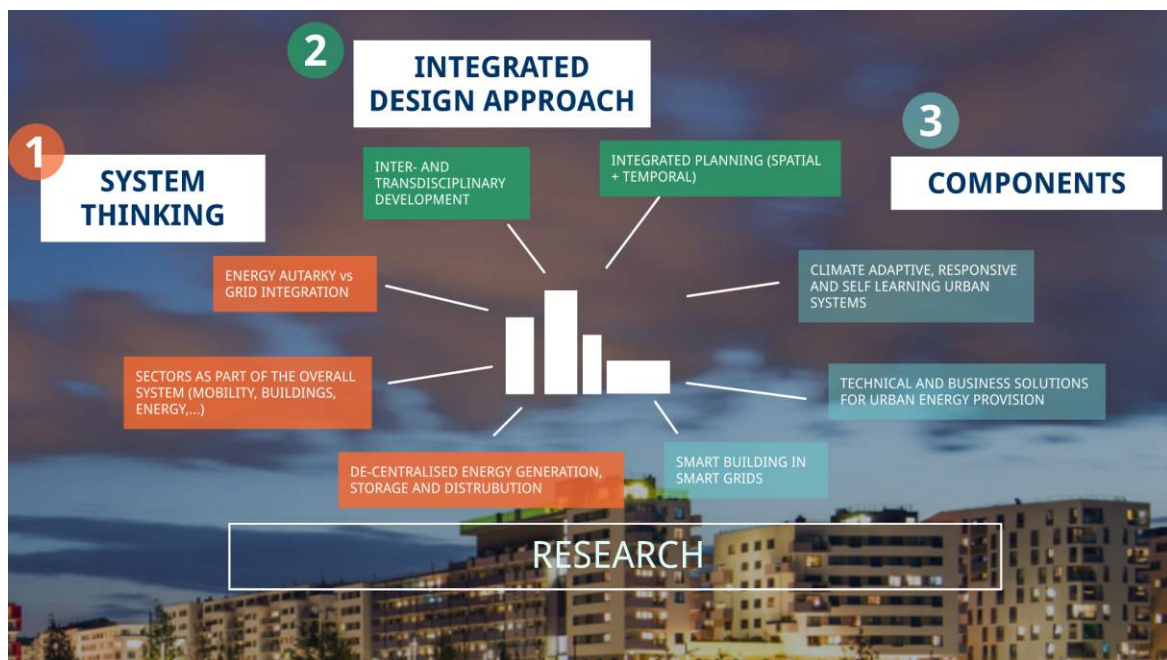 1
SYSTEM
THINKING
ENERGY AUTARKY vs
GRID INTEGRATION
SECTORS AS PART OF THE OVERALL
SYSTEM (MOBILITY, BUILDINGS,
ENERGY,...)
DE-CENTRALISED ENERGY GENERATION,
STORAGE AND DISTRUBUTION
2
INTEGRATED
DESIGN APPROACH
INTER- AND
TRANSDISCIPLINARY
DEVELOPMENT
INTEGRATED PLANNING (SPATIAL
+ TEMPORAL)
3
COMPONENTS
CLIMATE ADAPTIVE, RESPONSIVE
AND SELF LEARNING URBAN
SYSTEMS
TECHNICAL AND BUSINESS SOLUTIONS
FOR URBAN ENERGY PROVISION
SMART BUILDING IN
SMART GRIDS
RESEARCH